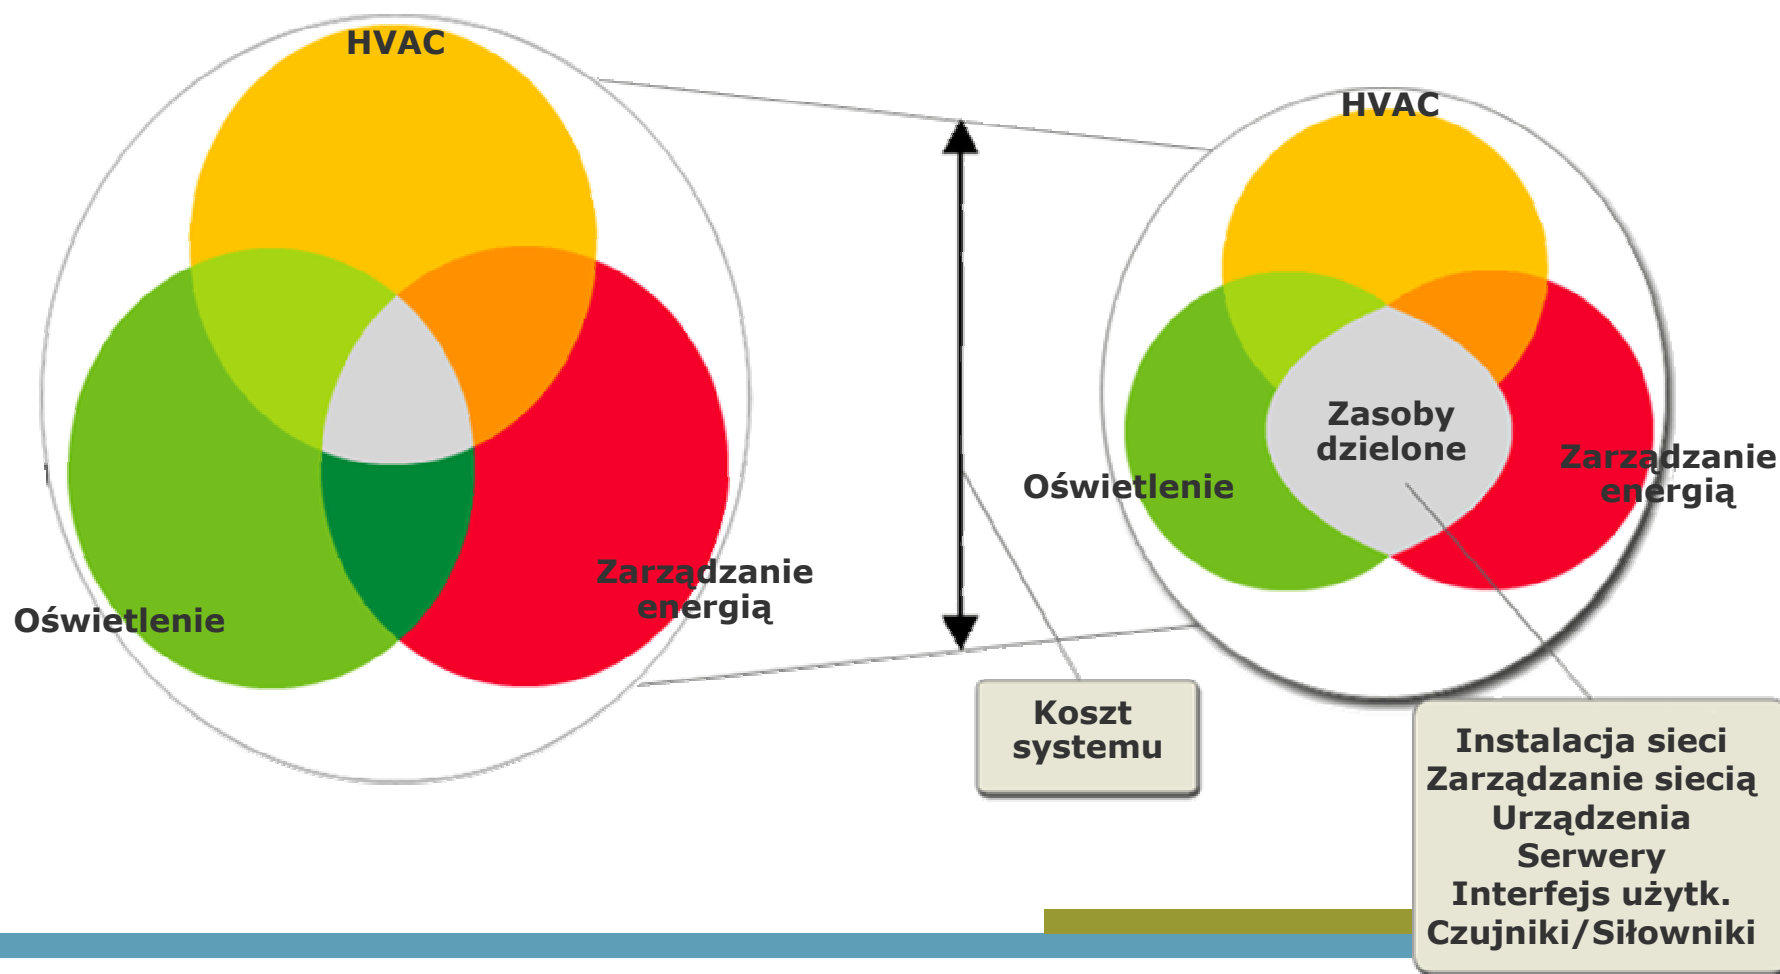 HVAC
Oświetlenie
Zarządzanie
energią
Koszt
systemu
HVAC
Zasoby
dzielone
Oświetlenie
Zarządzanie
energią
Instalacja sieci
Zarządzanie siecią
Urządzenia
Serwery
Interfejs użytk.
Czujniki/Siłowniki